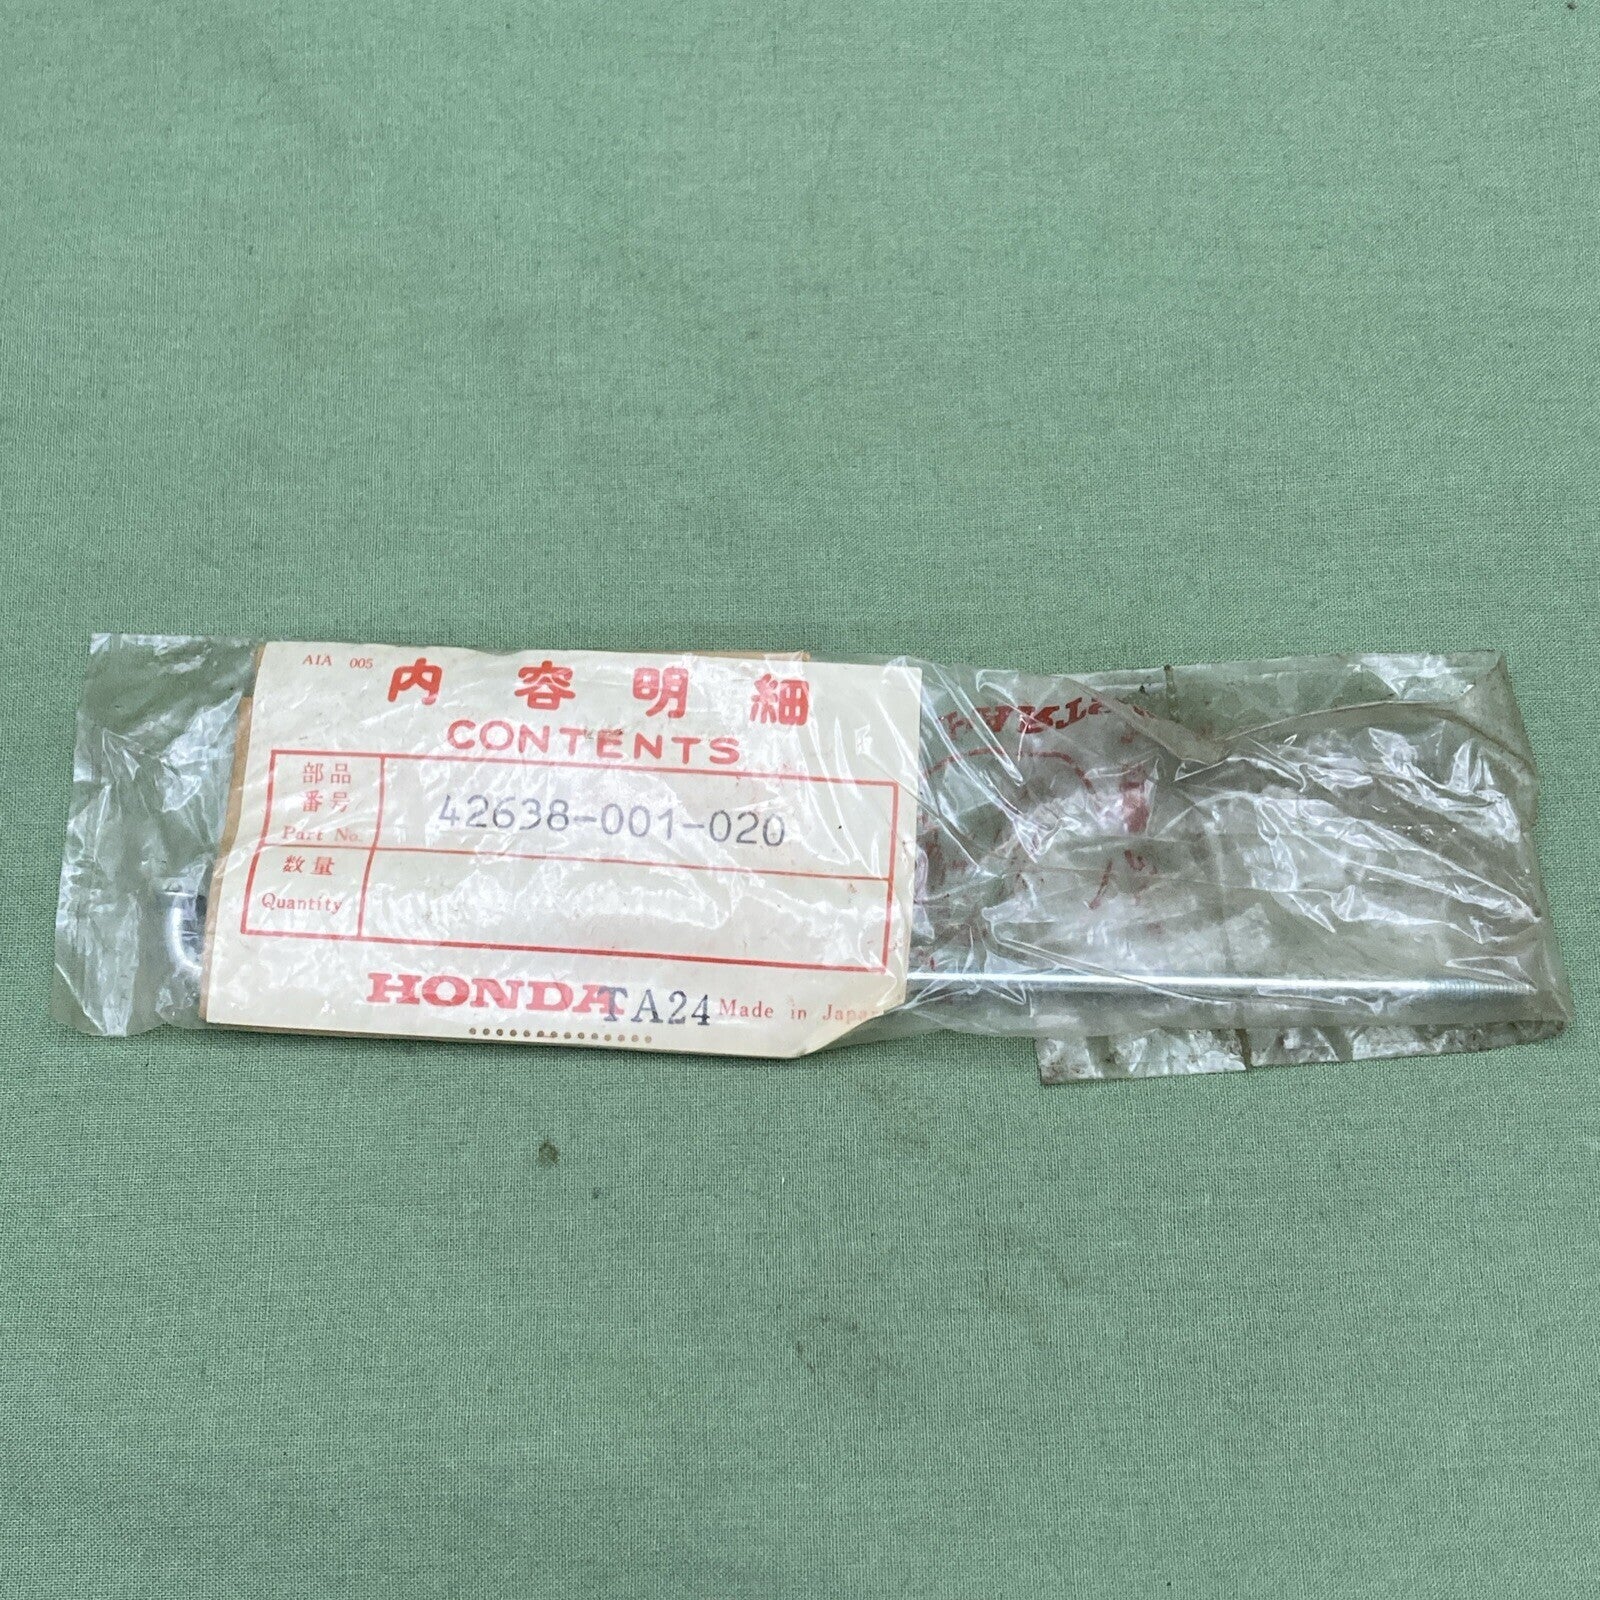 AIA 005
内容明細
CONTENTS
部品
番号
Part No.
42638-001-020
数量
Quantity
HONDA TA24 Made in Japan